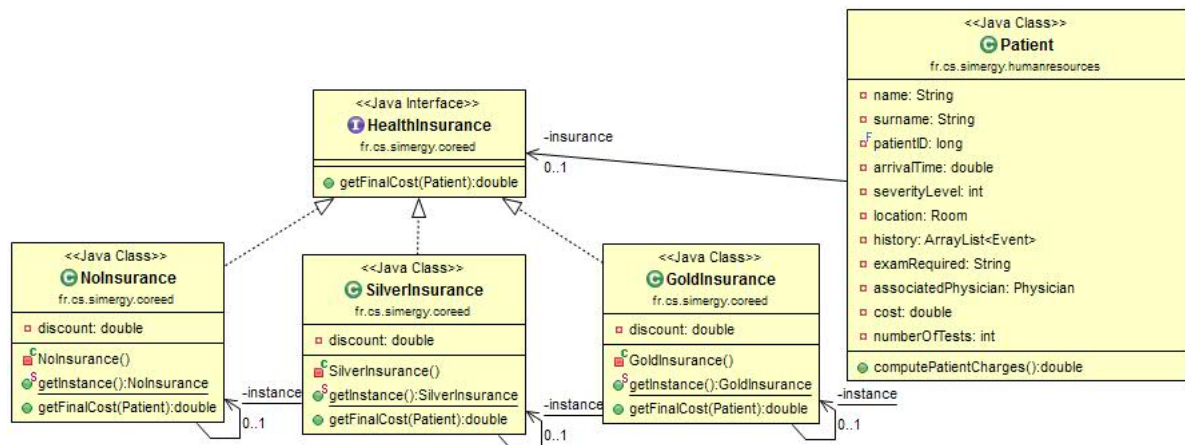 <<Java Class>>
Patient
fr.cs.simergy.humanresources
name: String
surname: String
patientID: long
arrivalTime: double
severityLevel: int
location: Room
history: ArrayList<Event>
examRequired: String
associatedPhysician: Physician
cost: double
numberOfTests: int
computePatientCharges():double
<<Java Interface>>
HealthInsurance
fr.cs.simergy.coreed
getFinalCost(Patient):double
-insurance
0..1
<<Java Class>>
NoInsurance
fr.cs.simergy.coreed
discount: double
NoInsurance()
getInstance():NoInsurance
getFinalCost(Patient):double
-instance
0..1
<<Java Class>>
SilverInsurance
fr.cs.simergy.coreed
discount: double
SilverInsurance()
getInstance():SilverInsurance
getFinalCost(Patient):double
-instance
0..1
<<Java Class>>
GoldInsurance
fr.cs.simergy.coreed
discount: double
GoldInsurance()
getInstance():GoldInsurance
getFinalCost(Patient):double
-instance
0..1